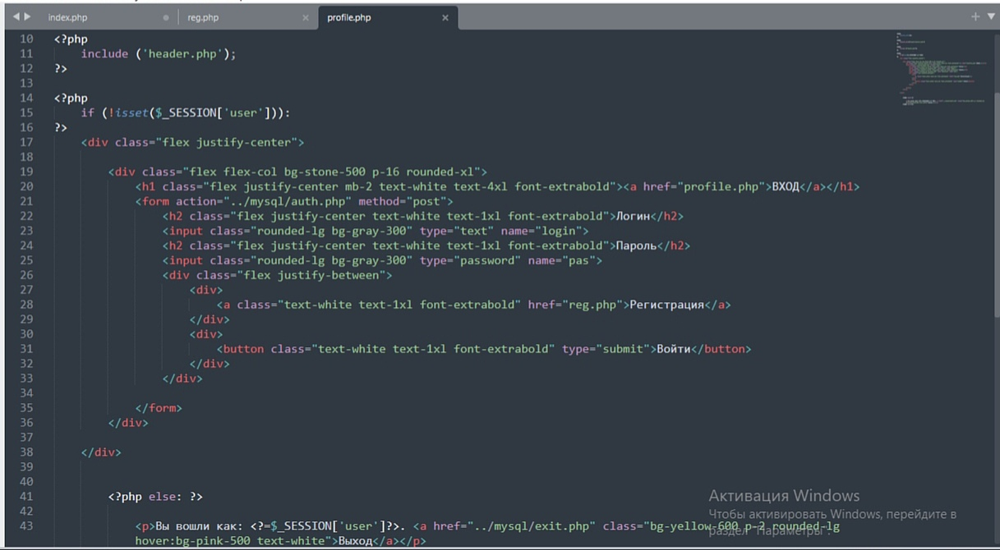 index.php reg.php profile.php
10 <?php
11 include ('header.php');
12 ?>
13
14 <?php
15 if (!isset($_SESSION['user'])):
16 ?>
17 <div class="flex justify-center">
18
19 <div class="flex flex-col bg-stone-500 p-16 rounded-xl">
20 <h1 class="flex justify-center mb-2 text-white text-4xl font-extrabold"><a href="profile.php">ВХОД</a></h1>
21 <form action="../mysql/auth.php" method="post">
22 <h2 class="flex justify-center text-white text-1xl font-extrabold">Логин</h2>
23 <input class="rounded-lg bg-gray-300" type="text" name="login">
24 <h2 class="flex justify-center text-white text-1xl font-extrabold">Пароль</h2>
25 <input class="rounded-lg bg-gray-300" type="password" name="pas">
26 <div class="flex justify-between">
27 <div>
28 <a class="text-white text-1xl font-extrabold" href="reg.php">Регистрация</a>
29 </div>
30 <div>
31 <button class="text-white text-1xl font-extrabold" type="submit">Войти</button>
32 </div>
33 </div>
34
35 </form>
36 </div>
37
38 </div>
39
40
41 <?php else: ?>
42
43 <p>Вы вошли как: <?=$_SESSION['user']?>. <a href="../mysql/exit.php" class="bg-yellow-600 p-2 rounded-lg
hover:bg-pink-500 text-white">Выход</a></p>
Активация Windows
Чтобы активировать Windows, перейдите в
раздел "Параметры".